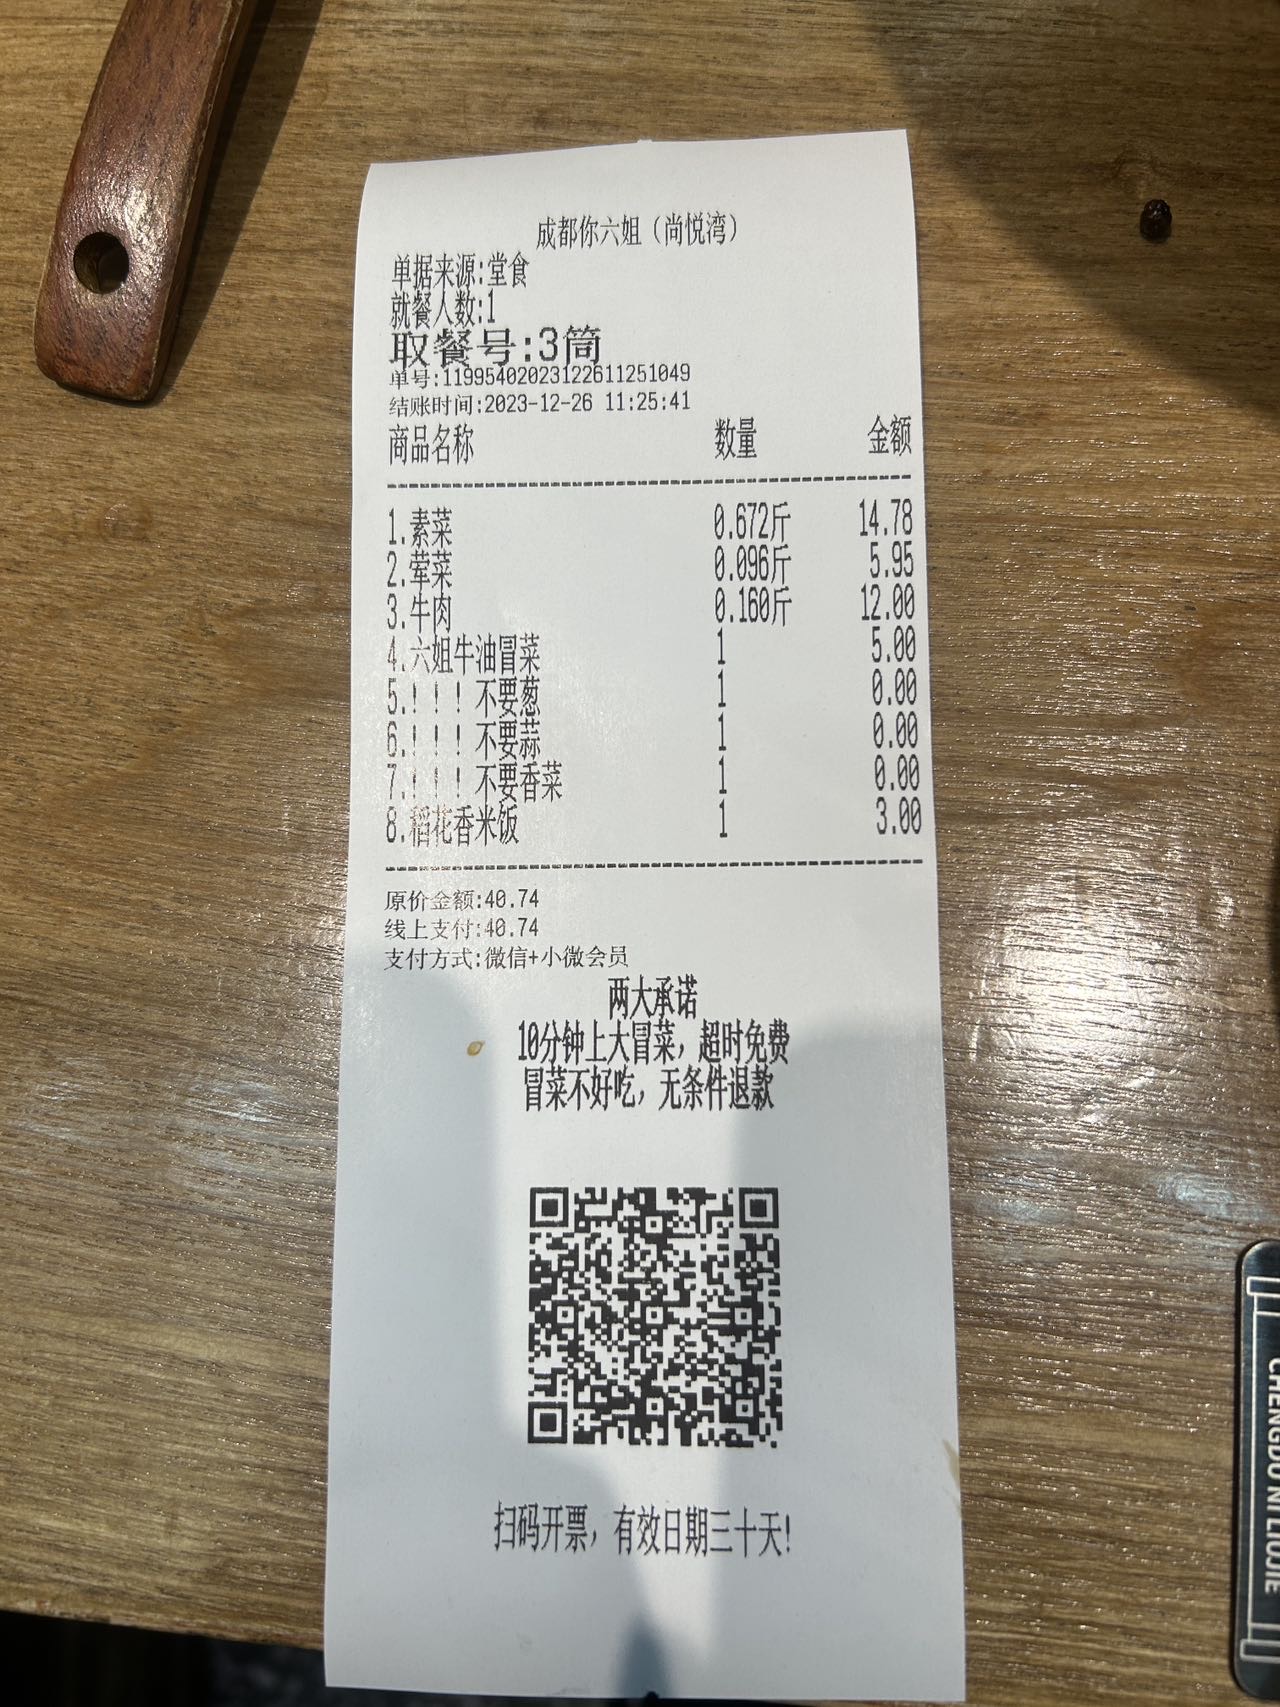 成都你六姐（尚悦湾）
单据来源:堂食
就餐人数:1
取餐号:3筒
单号:11995402023122611251049
结账时间:2023-12-26 11:25:41
商品名称 数量 金额
1.素菜 0.672斤 14.78
2.荤菜 0.096斤 5.95
3.牛肉 0.160斤 12.00
4.六姐牛油冒菜 1 5.00
5.！！！不要葱 1 0.00
6.！！！不要蒜 1 0.00
7.！！！不要香菜 1 0.00
8.稻花香米饭 1 3.00
原价金额:40.74
线上支付:40.74
支付方式:微信+小微会员
两大承诺
10分钟上大冒菜，超时免费
冒菜不好吃，无条件退款
扫码开票，有效日期三十天!
CHENGDU NI LIUJIE